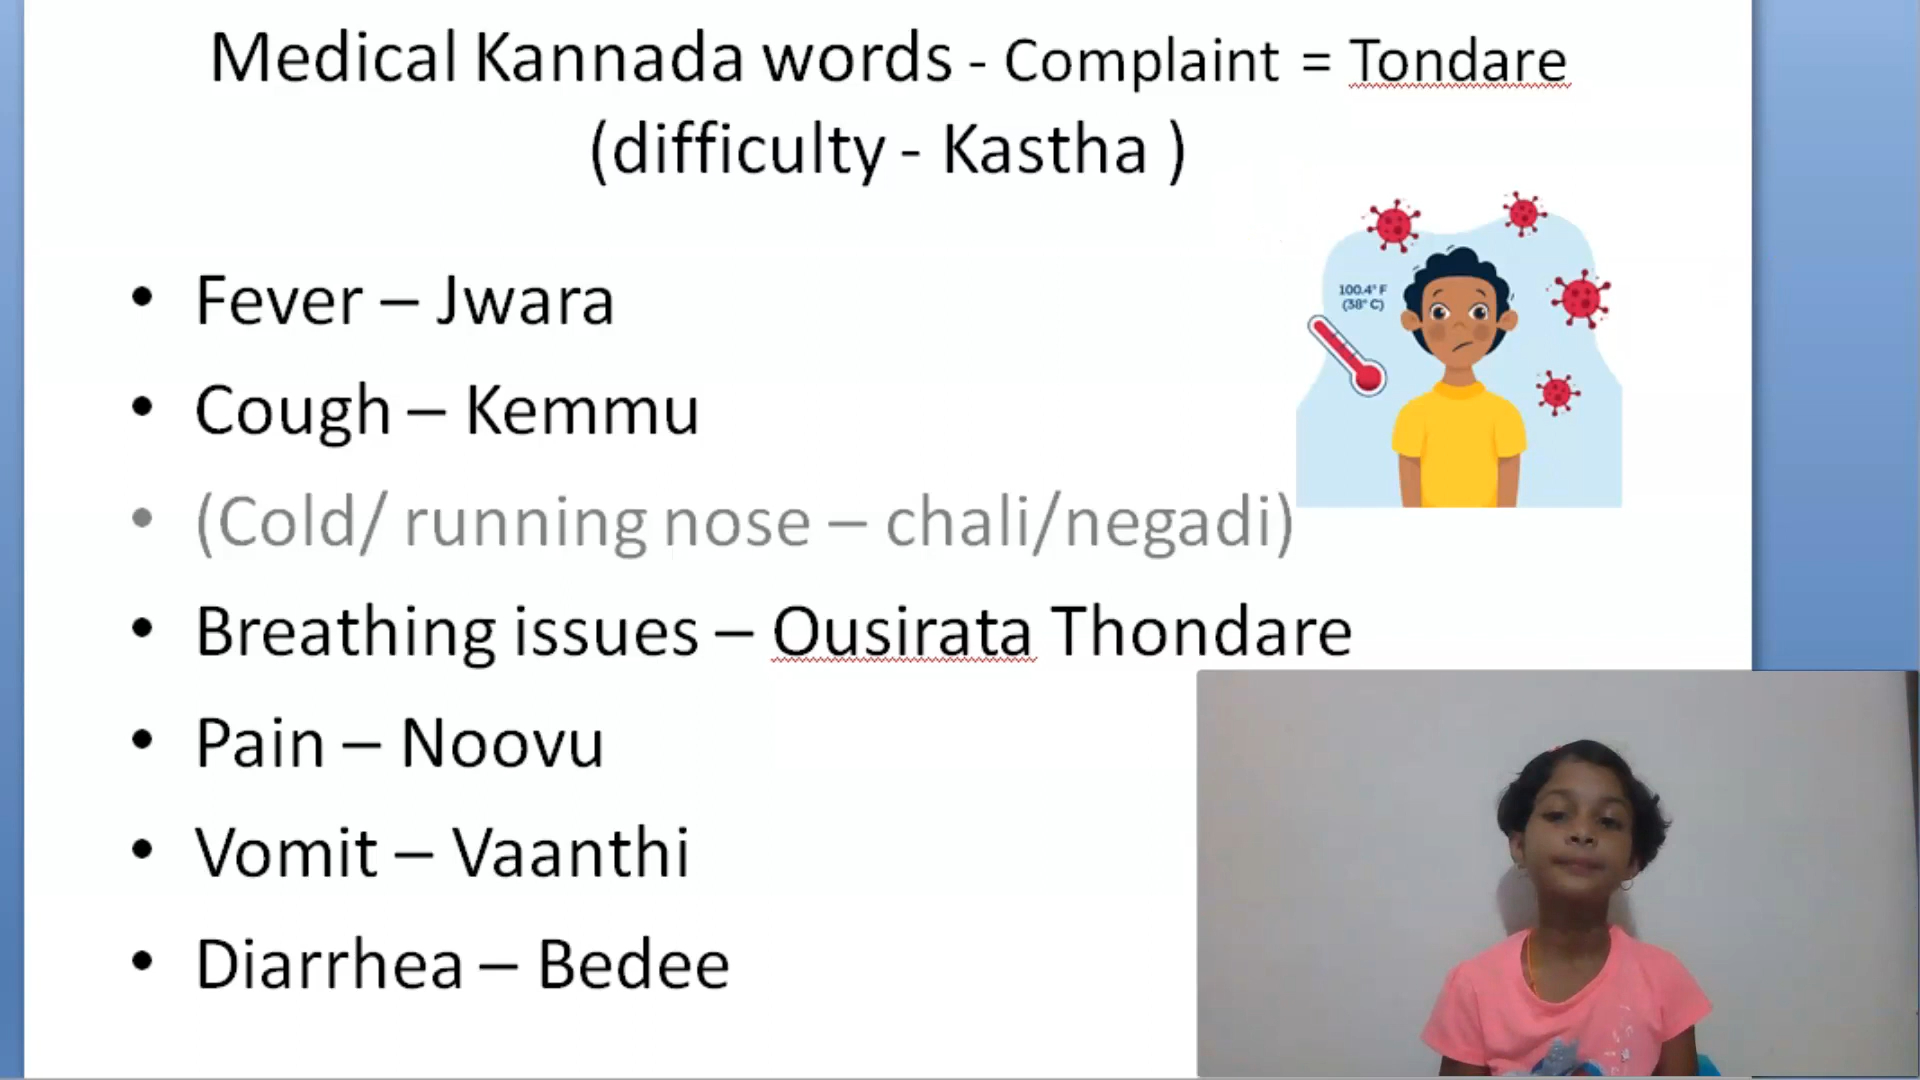 Medical Kannada words - Complaint = Tondare
(difficulty - Kastha )
100.4° F
(38° C)
• Fever – Jwara
• Cough – Kemmu
• (Cold/ running nose – chali/negadi)
• Breathing issues – Ousirata Thondare
• Pain – Noovu
• Vomit – Vaanthi
• Diarrhea – Bedee